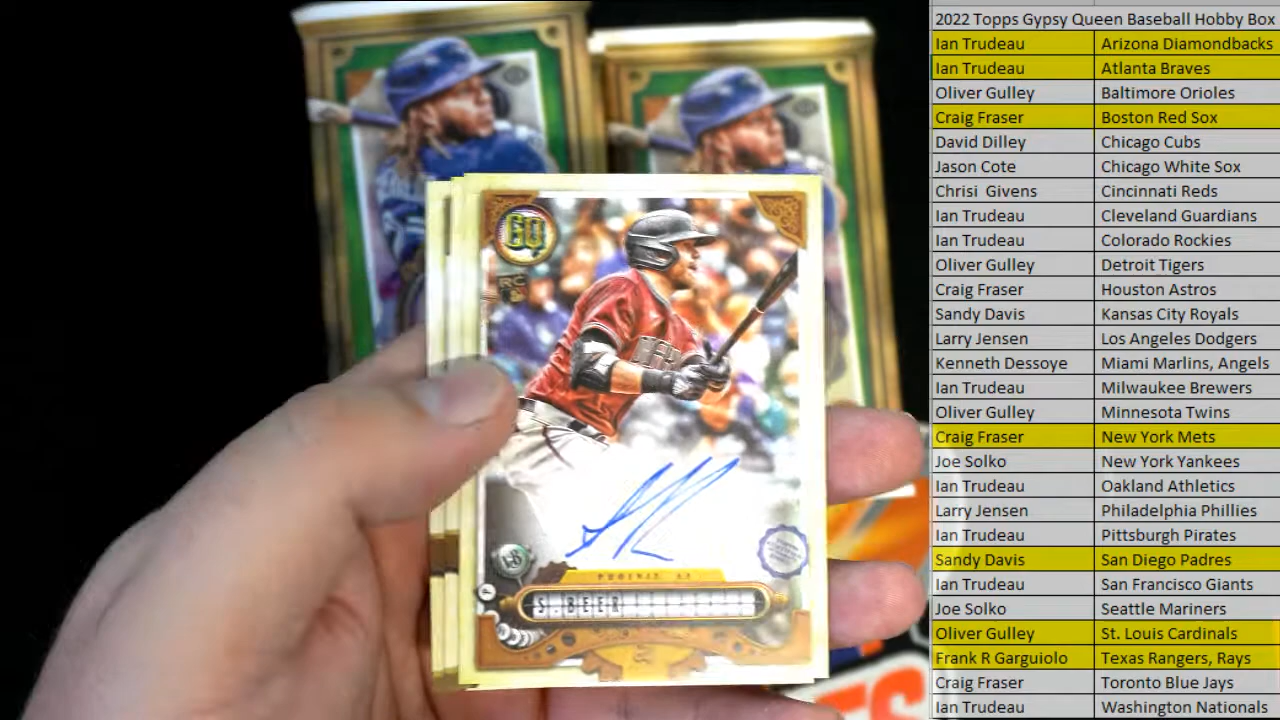 GQ
RC
S. BEER
2022 Topps Gypsy Queen Baseball Hobby Box
Ian Trudeau Arizona Diamondbacks
Ian Trudeau Atlanta Braves
Oliver Gulley Baltimore Orioles
Craig Fraser Boston Red Sox
David Dilley Chicago Cubs
Jason Cote Chicago White Sox
Chrisi Givens Cincinnati Reds
Ian Trudeau Cleveland Guardians
Ian Trudeau Colorado Rockies
Oliver Gulley Detroit Tigers
Craig Fraser Houston Astros
Sandy Davis Kansas City Royals
Larry Jensen Los Angeles Dodgers
Kenneth Dessoye Miami Marlins, Angels
Ian Trudeau Milwaukee Brewers
Oliver Gulley Minnesota Twins
Craig Fraser New York Mets
Joe Solko New York Yankees
Ian Trudeau Oakland Athletics
Larry Jensen Philadelphia Phillies
Ian Trudeau Pittsburgh Pirates
Sandy Davis San Diego Padres
Ian Trudeau San Francisco Giants
Joe Solko Seattle Mariners
Oliver Gulley St. Louis Cardinals
Frank R Garguiolo Texas Rangers, Rays
Craig Fraser Toronto Blue Jays
Ian Trudeau Washington Nationals